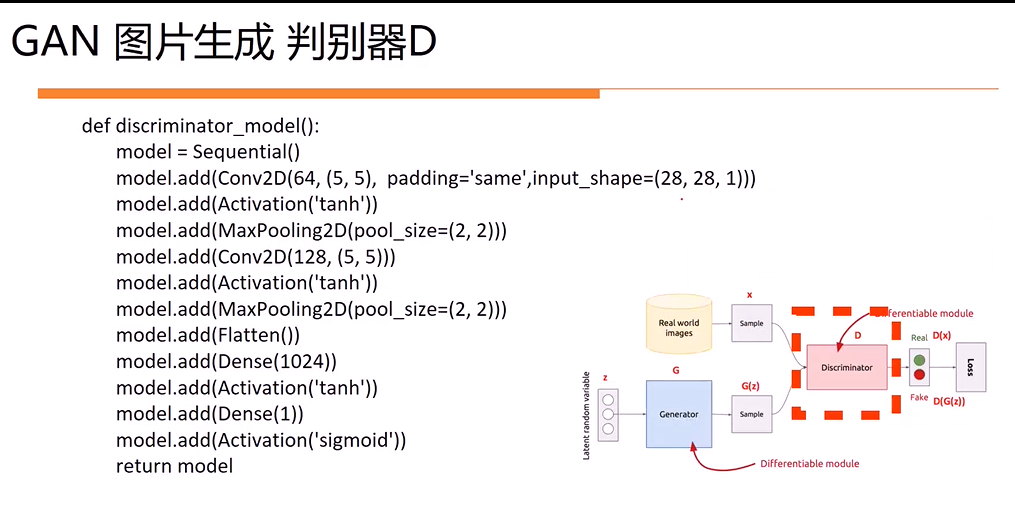 GAN 图片生成 判别器D
def discriminator_model():
model = Sequential()
model.add(Conv2D(64, (5, 5),  padding='same',input_shape=(28, 28, 1)))
model.add(Activation('tanh'))
model.add(MaxPooling2D(pool_size=(2, 2)))
model.add(Conv2D(128, (5, 5)))
model.add(Activation('tanh'))
model.add(MaxPooling2D(pool_size=(2, 2)))
model.add(Flatten())
model.add(Dense(1024))
model.add(Activation('tanh'))
model.add(Dense(1))
model.add(Activation('sigmoid'))
return model
x
Real world
images
Sample
Differentiable module
D
Real
D(x)
Discriminator
Loss
Fake
D(G(z))
Latent random variable
z
G
Generator
G(z)
Sample
Differentiable module